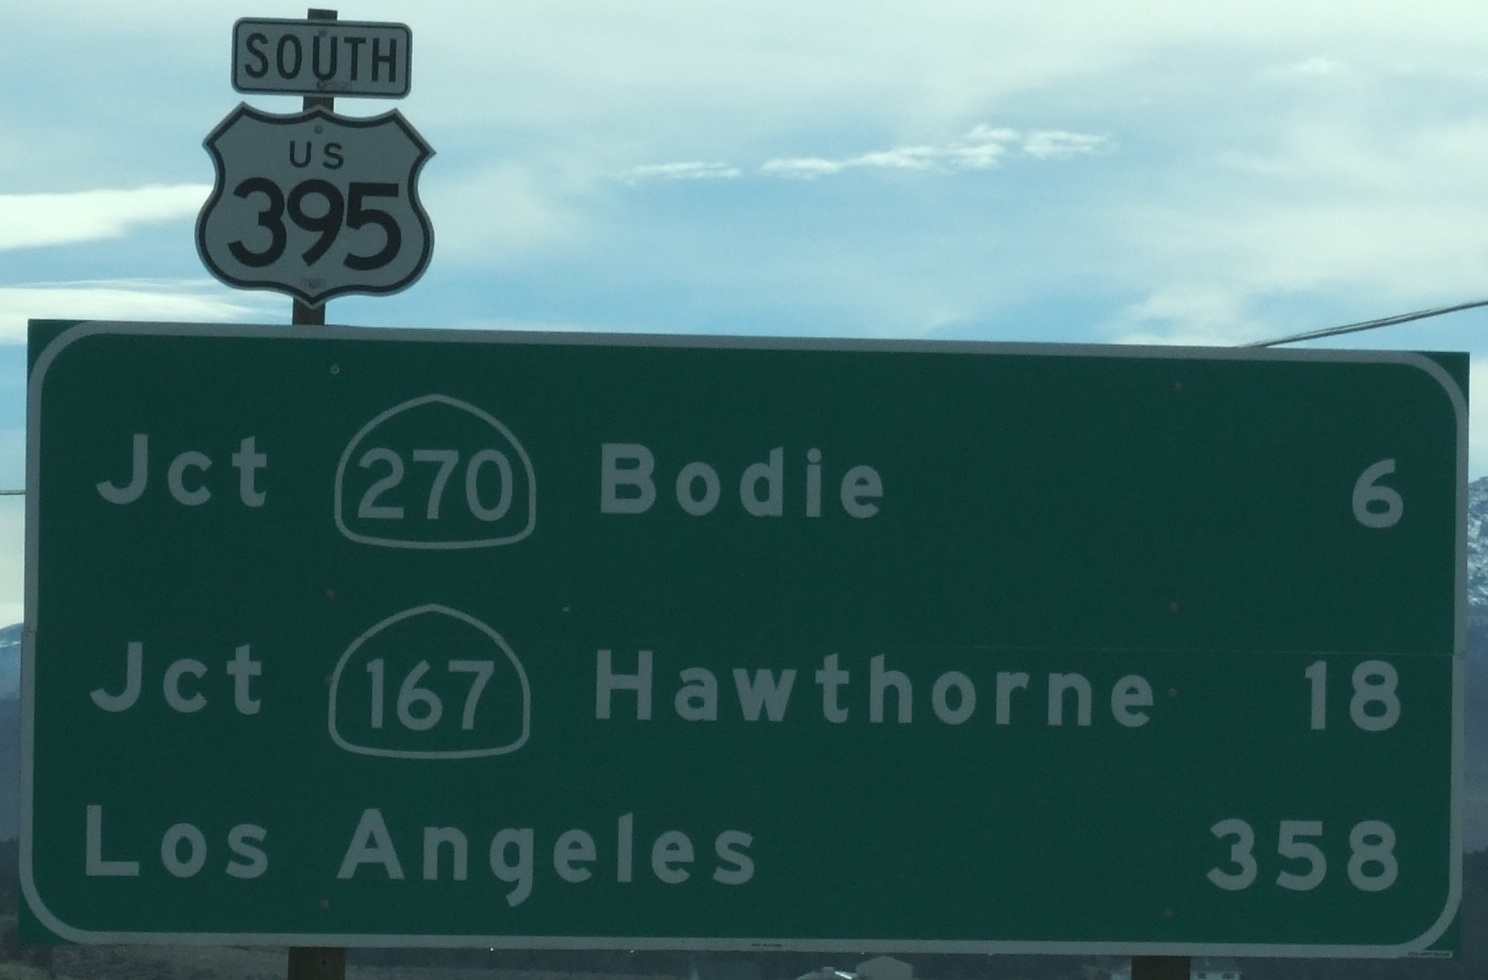 SOUTH
US
395
Jct 270 Bodie 6
Jct 167 Hawthorne 18
Los Angeles 358